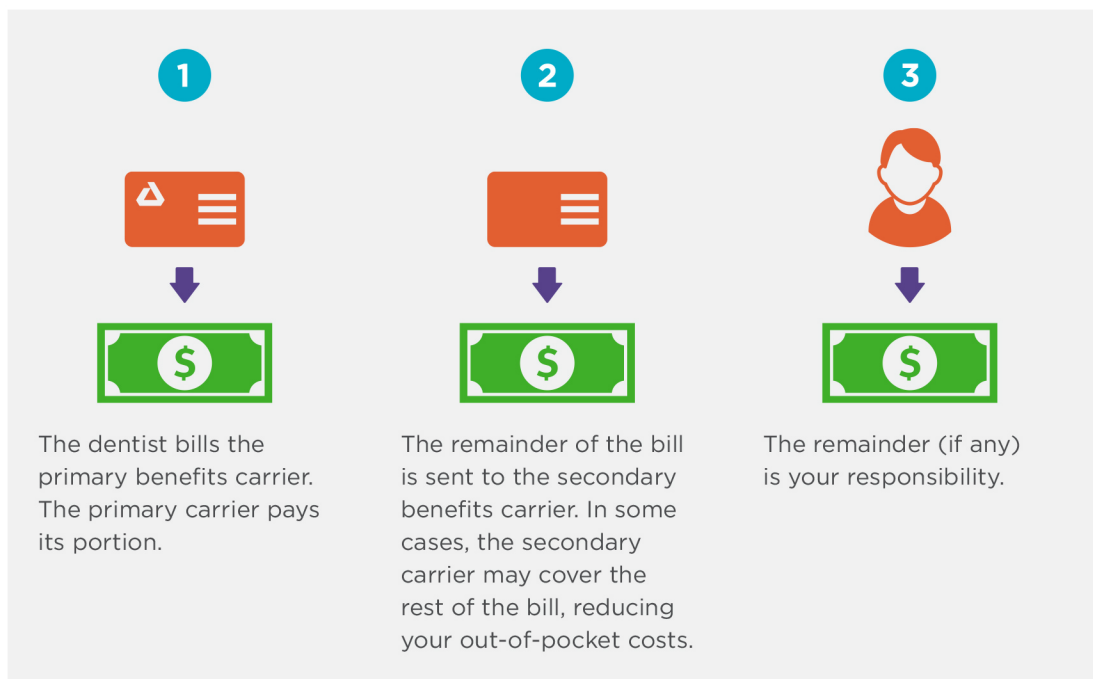 1
2
3
$
$
$
The dentist bills the
primary benefits carrier.
The primary carrier pays
its portion.
The remainder of the bill
is sent to the secondary
benefits carrier. In some
cases, the secondary
carrier may cover the
rest of the bill, reducing
your out-of-pocket costs.
The remainder (if any)
is your responsibility.